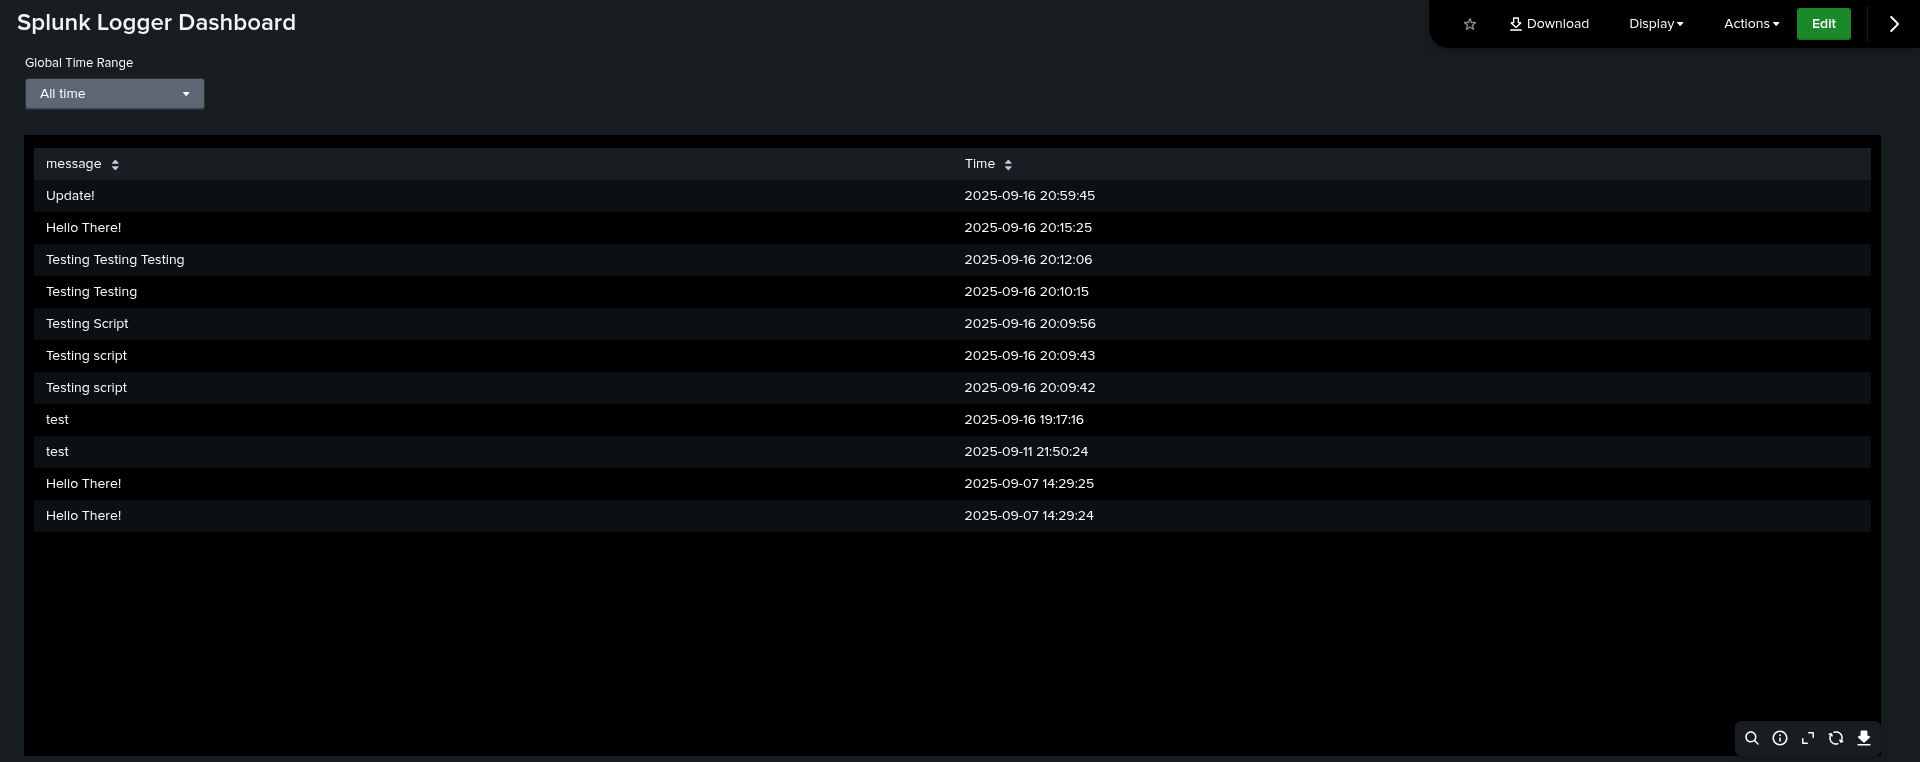 Splunk Logger Dashboard
Download Display Actions Edit
Global Time Range
All time
message Time
Update! 2025-09-16 20:59:45
Hello There! 2025-09-16 20:15:25
Testing Testing Testing 2025-09-16 20:12:06
Testing Testing 2025-09-16 20:10:15
Testing Script 2025-09-16 20:09:56
Testing script 2025-09-16 20:09:43
Testing script 2025-09-16 20:09:42
test 2025-09-16 19:17:16
test 2025-09-11 21:50:24
Hello There! 2025-09-07 14:29:25
Hello There! 2025-09-07 14:29:24